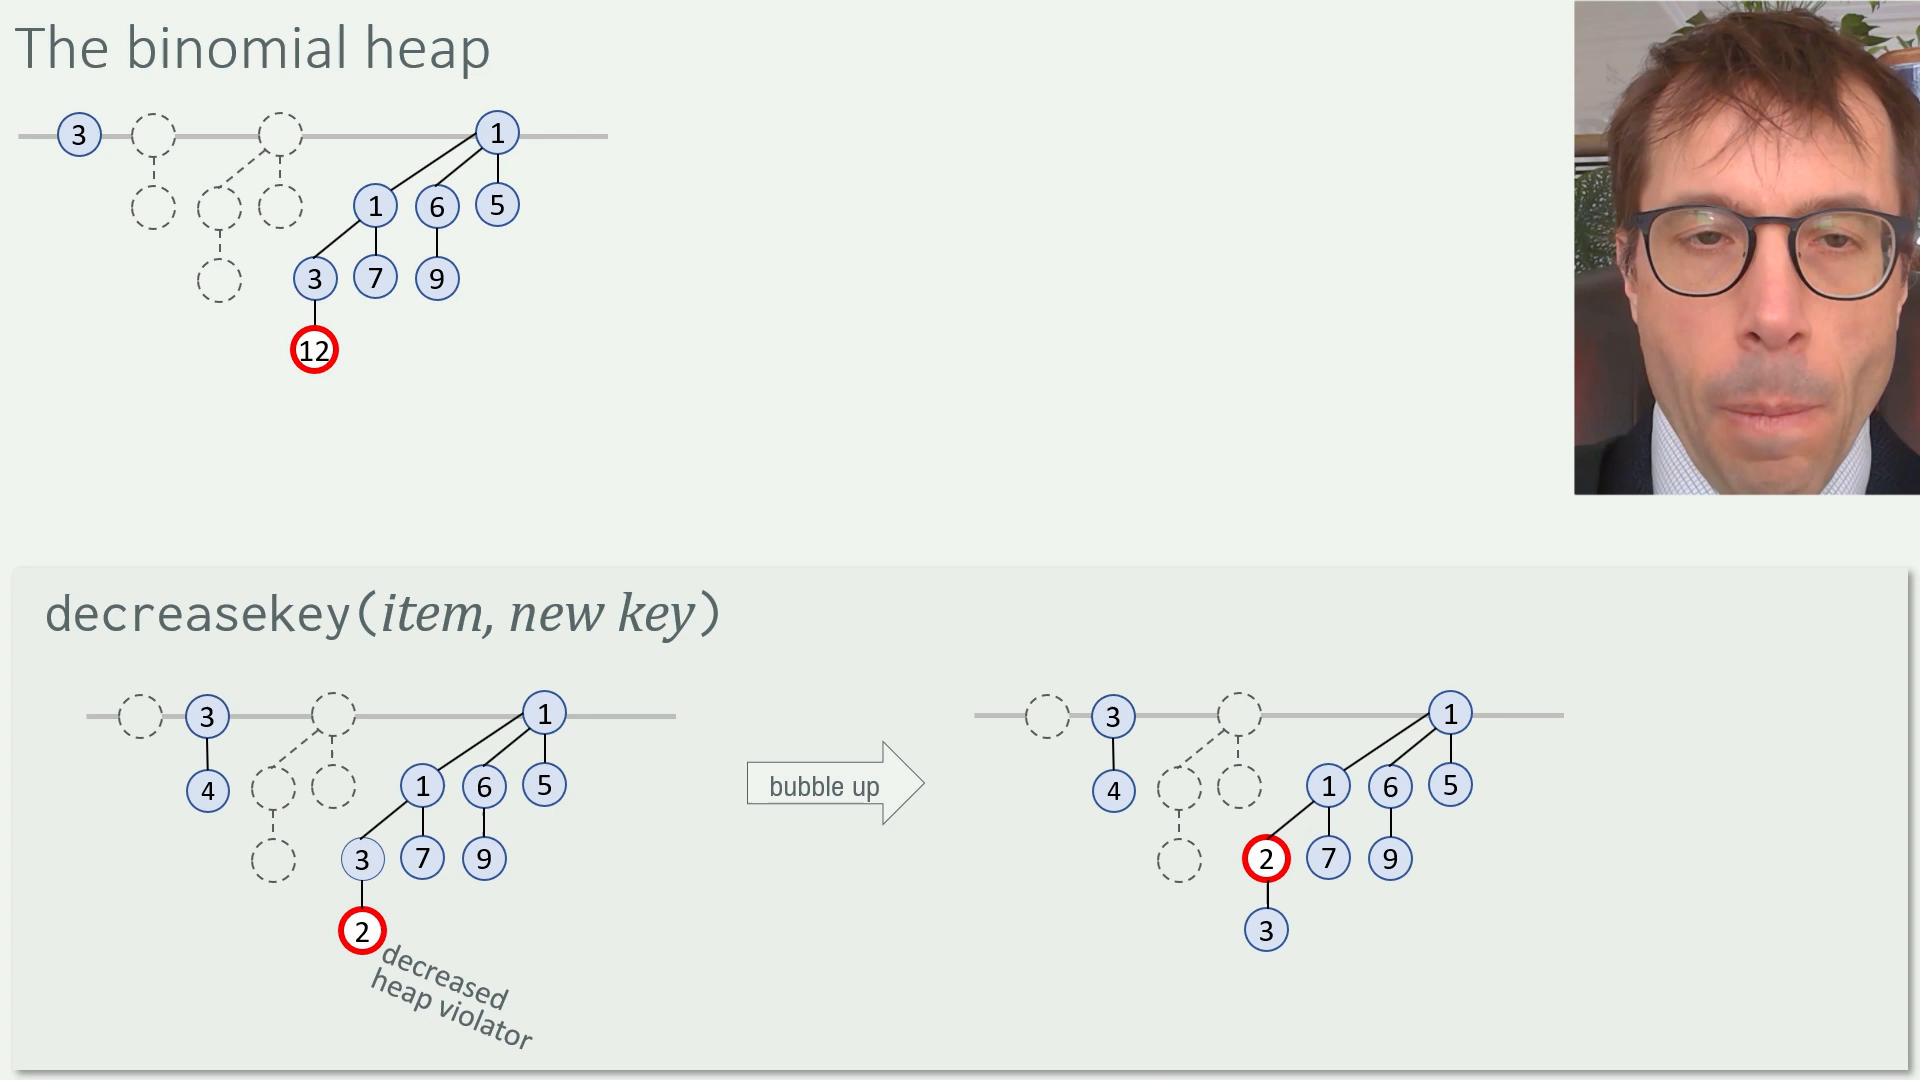 The binomial heap
3 1
1 6 5
3 7 9
12
decreasekey(item, new key)
3 1
4 1 6 5
3 7 9
2
decreased
heap violator
bubble up
3 1
4 1 6 5
2 7 9
3